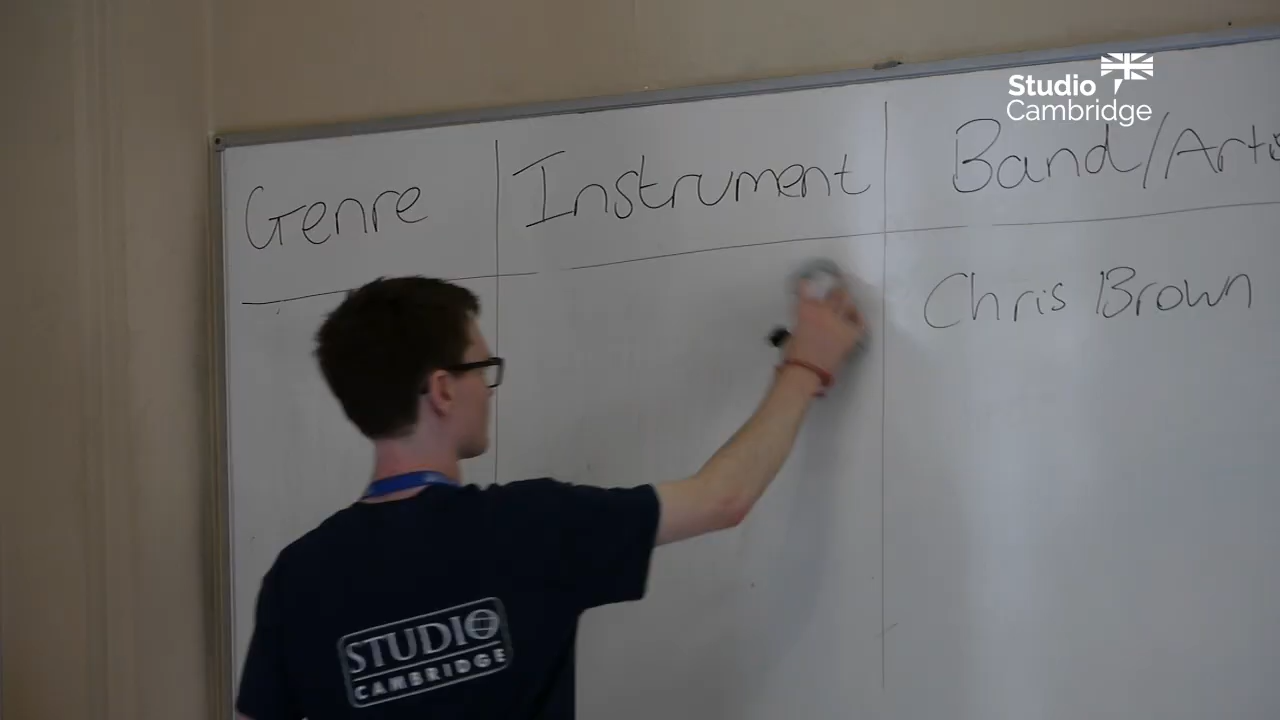 Studio
Cambridge
Genre
Instrument
Band/Arti
Chris Brown
STUDIO
CAMBRIDGE